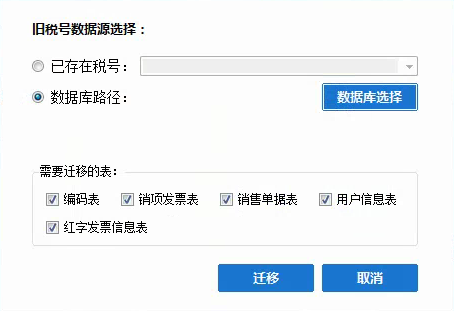 旧税号数据源选择：
已存在税号：
数据库路径： 数据库选择
需要迁移的表：
编码表 销项发票表 销售单据表 用户信息表
红字发票信息表
迁移 取消